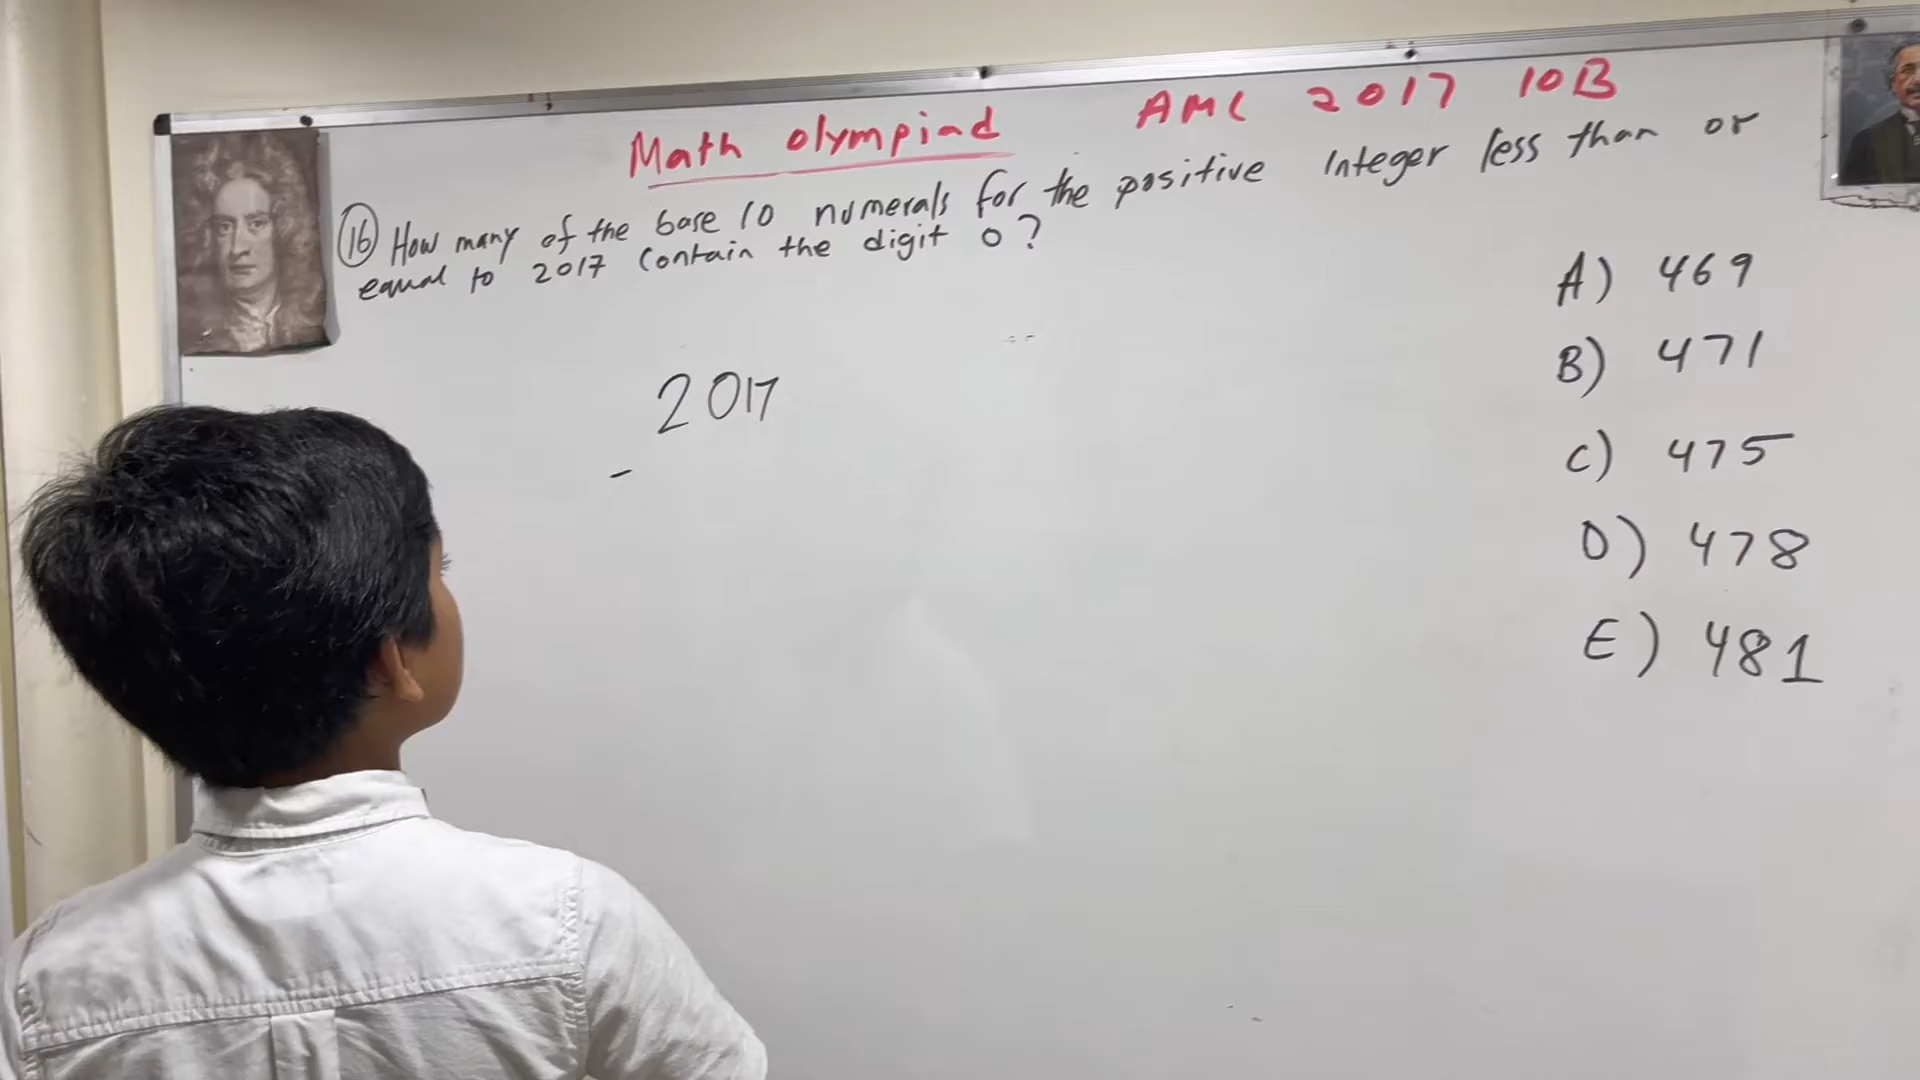 Math olympiad AMC 2017 10B
16 How many of the base 10 numerals for the positive Integer less than or
equal to 2017 contain the digit 0?
A) 469
B) 471
C) 475
D) 478
E) 481
2017
-